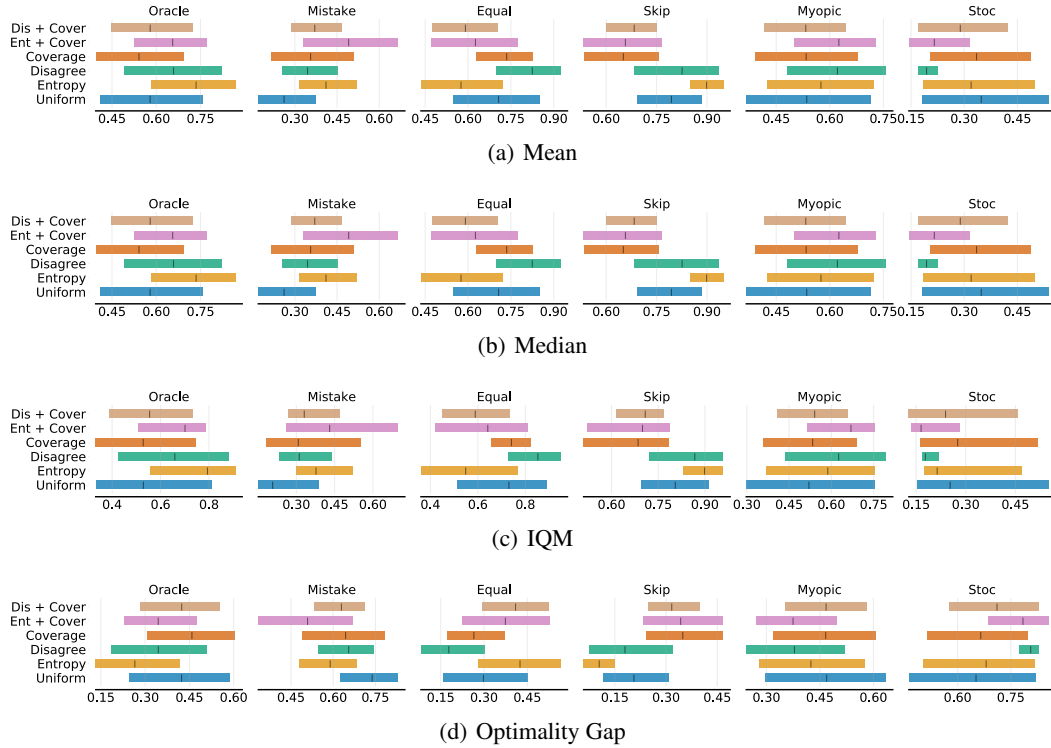 Oracle Mistake Equal Skip Myopic Stoc
Dis + Cover
Ent + Cover
Coverage
Disagree
Entropy
Uniform
0.45 0.60 0.75 0.30 0.45 0.60 0.45 0.60 0.75 0.60 0.75 0.90 0.45 0.60 0.75 0.15 0.30 0.45
(a) Mean
Oracle Mistake Equal Skip Myopic Stoc
Dis + Cover
Ent + Cover
Coverage
Disagree
Entropy
Uniform
0.45 0.60 0.75 0.30 0.45 0.60 0.45 0.60 0.75 0.60 0.75 0.90 0.45 0.60 0.75 0.15 0.30 0.45
(b) Median
Oracle Mistake Equal Skip Myopic Stoc
Dis + Cover
Ent + Cover
Coverage
Disagree
Entropy
Uniform
0.4 0.6 0.8 0.30 0.45 0.60 0.4 0.6 0.8 0.60 0.75 0.90 0.30 0.45 0.60 0.75 0.15 0.30 0.45
(c) IQM
Oracle Mistake Equal Skip Myopic Stoc
Dis + Cover
Ent + Cover
Coverage
Disagree
Entropy
Uniform
0.15 0.30 0.45 0.60 0.45 0.60 0.75 0.15 0.30 0.45 0.15 0.30 0.45 0.30 0.45 0.60 0.60 0.75
(d) Optimality Gap